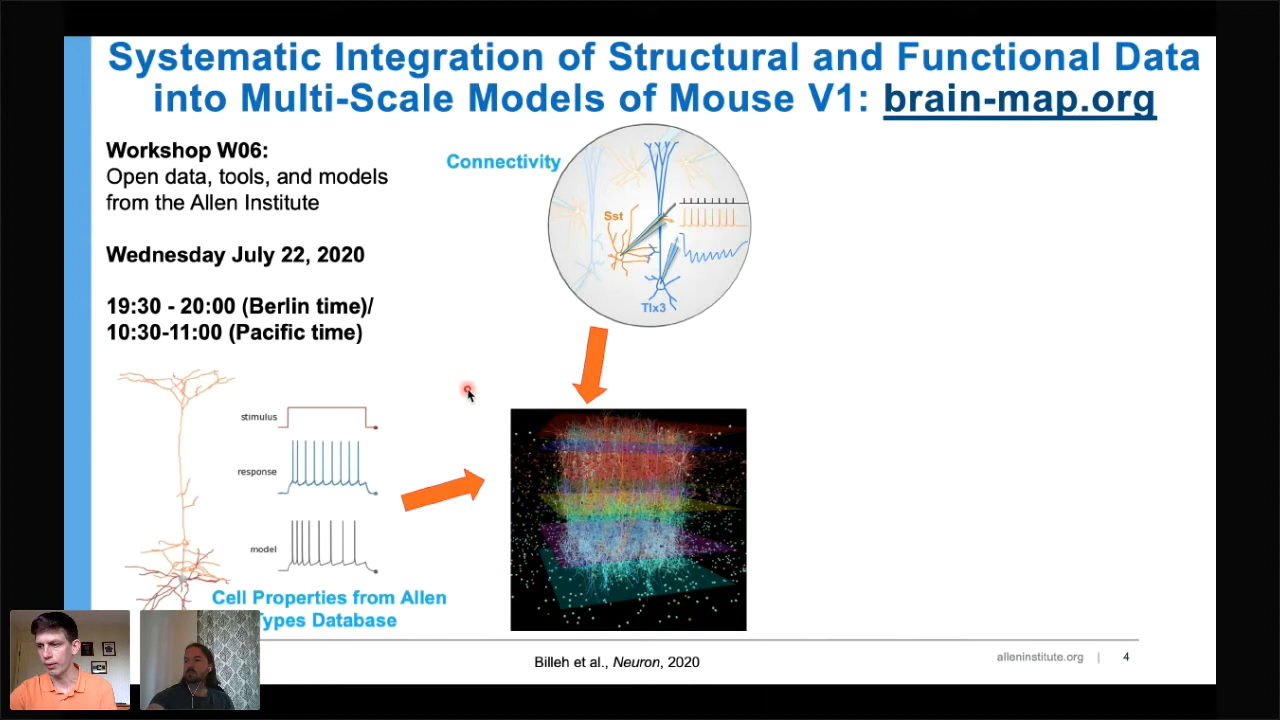 Systematic Integration of Structural and Functional Data
into Multi-Scale Models of Mouse V1: brain-map.org
Workshop W06:
Open data, tools, and models
from the Allen Institute
Wednesday July 22, 2020
19:30 - 20:00 (Berlin time)/
10:30-11:00 (Pacific time)
Connectivity
Sst
Tlx3
stimulus
response
model
Cell Properties from Allen
Types Database
Billeh et al., Neuron, 2020
alleninstitute.org | 4